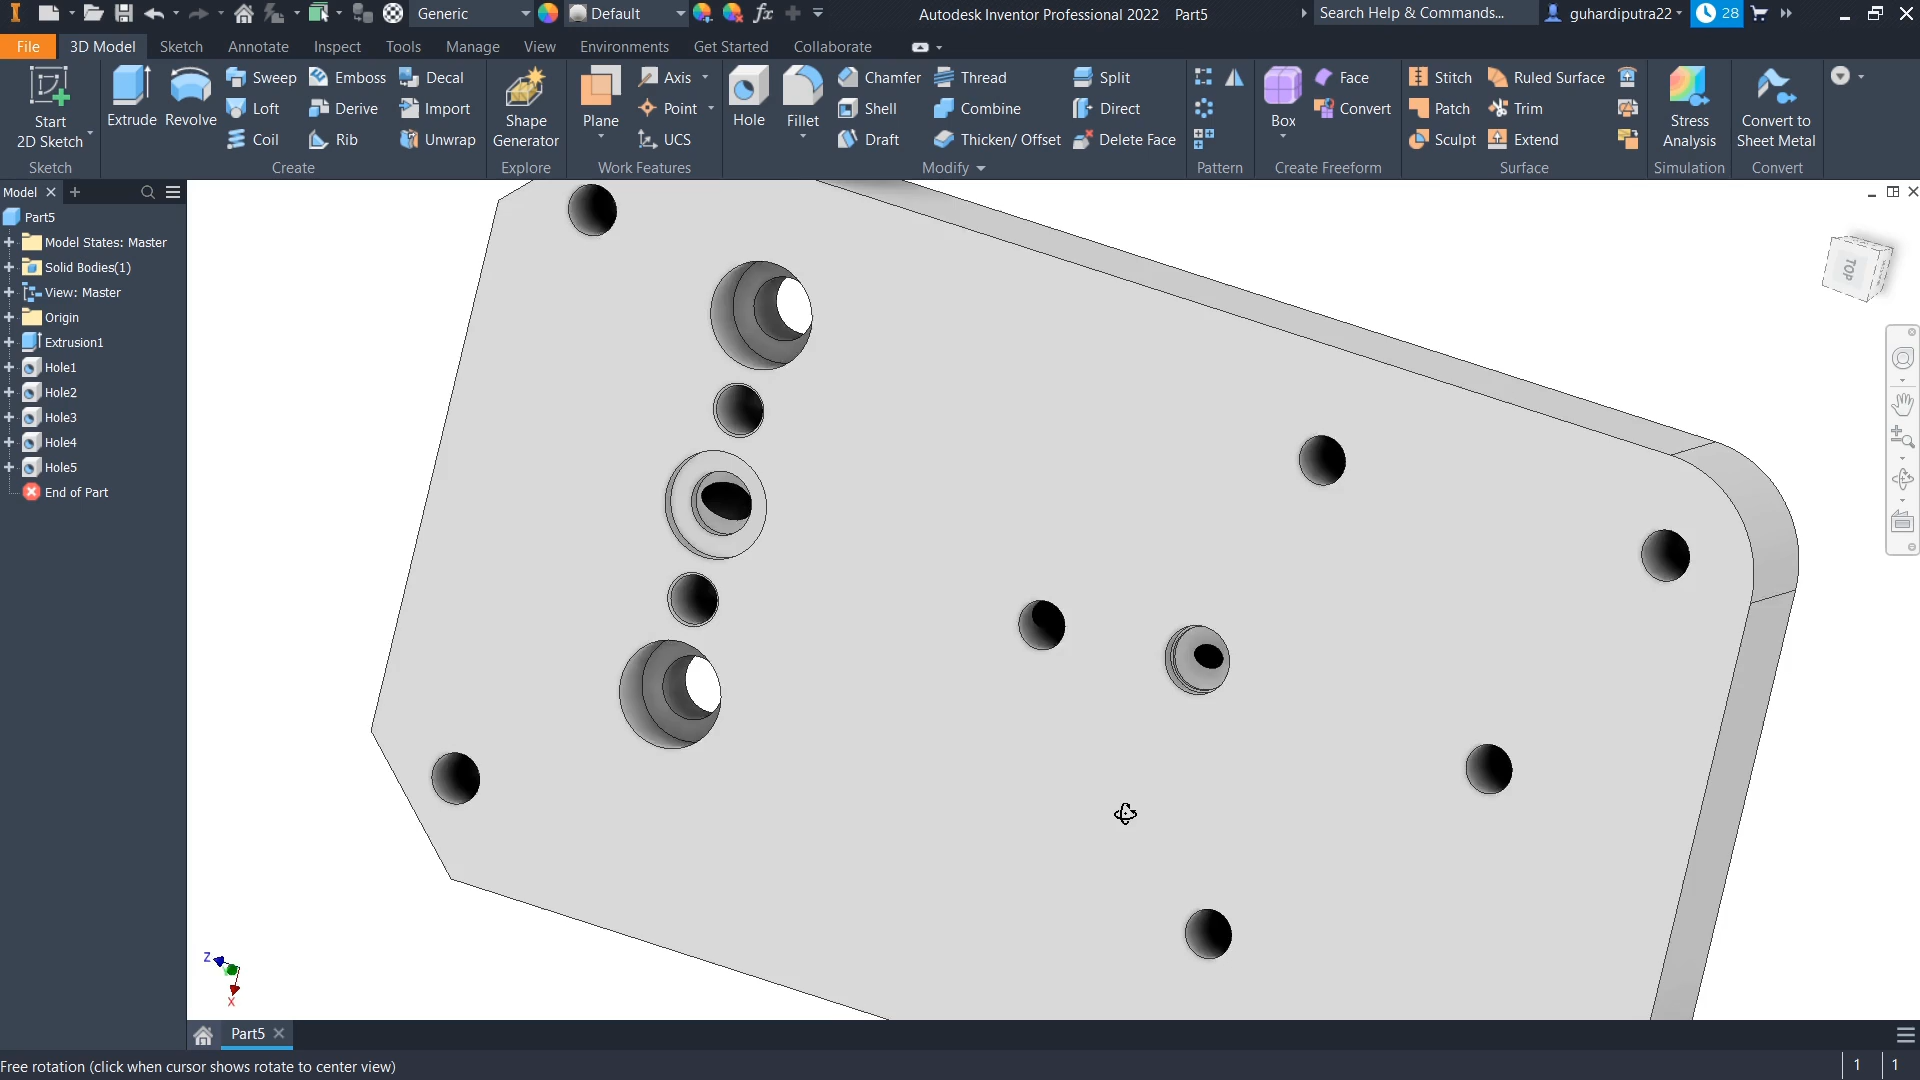 Generic
Default
Autodesk Inventor Professional 2022 Part5
Search Help & Commands...
guhardiputra22
28
File
3D Model
Sketch
Annotate
Inspect
Tools
Manage
View
Environments
Get Started
Collaborate
Start
2D Sketch
Sketch
Extrude
Revolve
Sweep
Emboss
Decal
Loft
Derive
Import
Coil
Rib
Unwrap
Create
Shape
Generator
Explore
Plane
Axis
Point
UCS
Work Features
Hole
Fillet
Chamfer
Thread
Split
Shell
Combine
Direct
Draft
Thicken/ Offset
Delete Face
Modify
Pattern
Box
Face
Convert
Create Freeform
Stitch
Ruled Surface
Patch
Trim
Sculpt
Extend
Surface
Stress
Analysis
Simulation
Convert to
Sheet Metal
Convert
Model
Part5
Model States: Master
Solid Bodies(1)
View: Master
Origin
Extrusion1
Hole1
Hole2
Hole3
Hole4
Hole5
End of Part
TOP
Z
X
Part5
Free rotation (click when cursor shows rotate to center view)
1 1